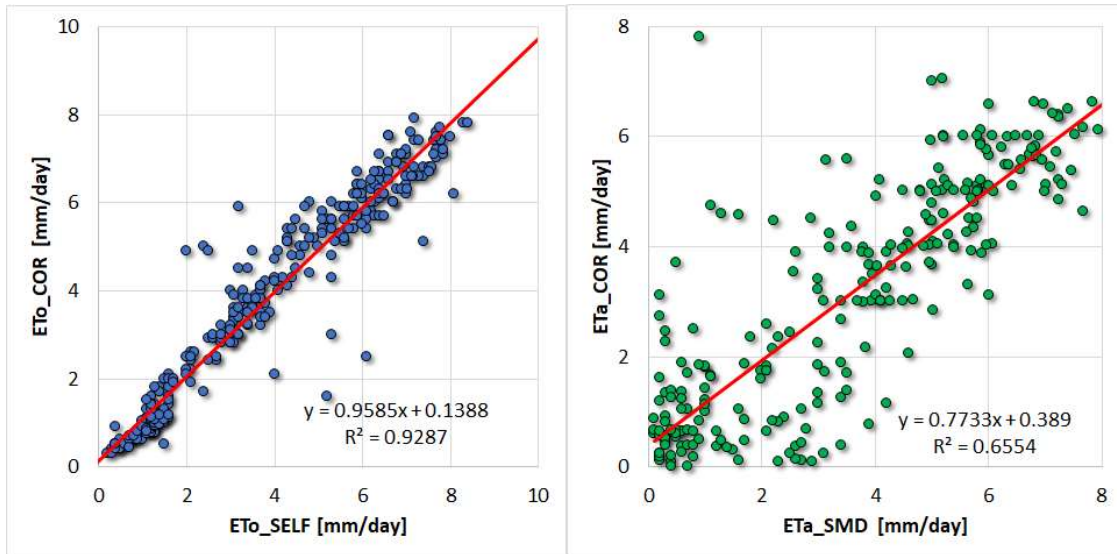 10
8
6
4
2
0
ETo_COR [mm/day]
y = 0.9585x + 0.1388
R² = 0.9287
0 2 4 6 8 10
ETo_SELF [mm/day]
8
6
4
2
0
ETa_COR [mm/day]
y = 0.7733x + 0.389
R² = 0.6554
0 2 4 6 8
ETa_SMD [mm/day]